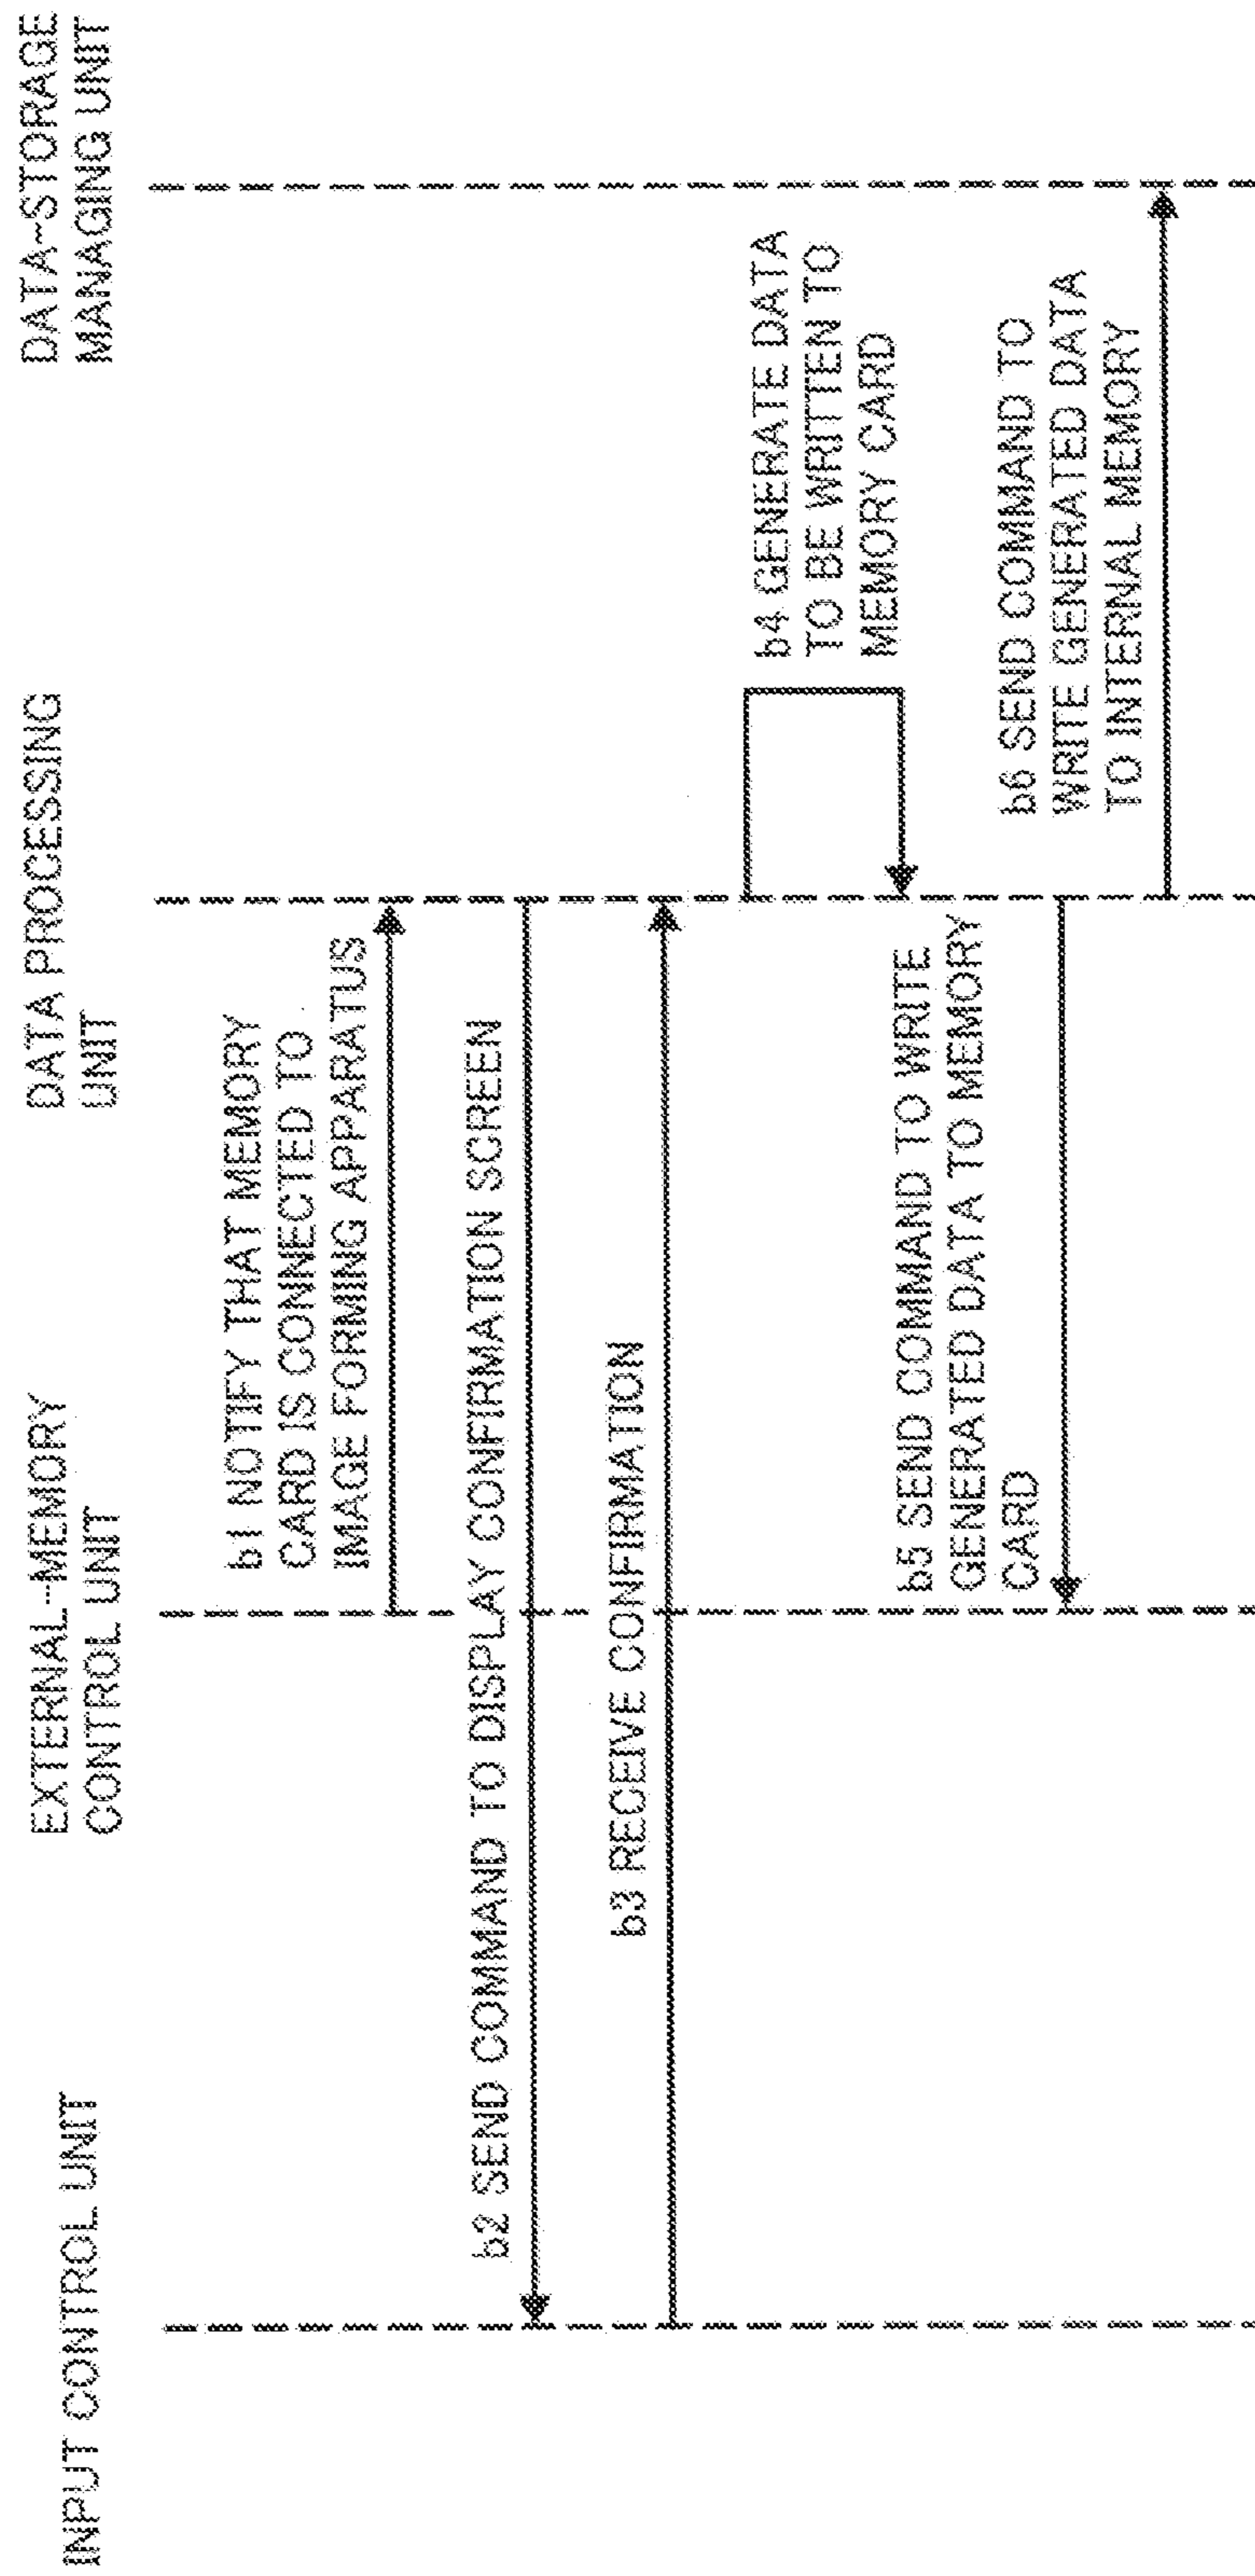 INPUT CONTROL UNIT
EXTERNAL-MEMORY
CONTROL UNIT
DATA PROCESSING
UNIT
DATA-STORAGE
MANAGING UNIT
b1 NOTIFY THAT MEMORY
CARD IS CONNECTED TO
IMAGE FORMING APPARATUS
b2 SEND COMMAND TO DISPLAY CONFIRMATION SCREEN
b3 RECEIVE CONFIRMATION
b4 GENERATE DATA
TO BE WRITTEN TO
MEMORY CARD
b5 SEND COMMAND TO WRITE
GENERATED DATA TO MEMORY
CARD
b6 SEND COMMAND TO
WRITE GENERATED DATA
TO INTERNAL MEMORY